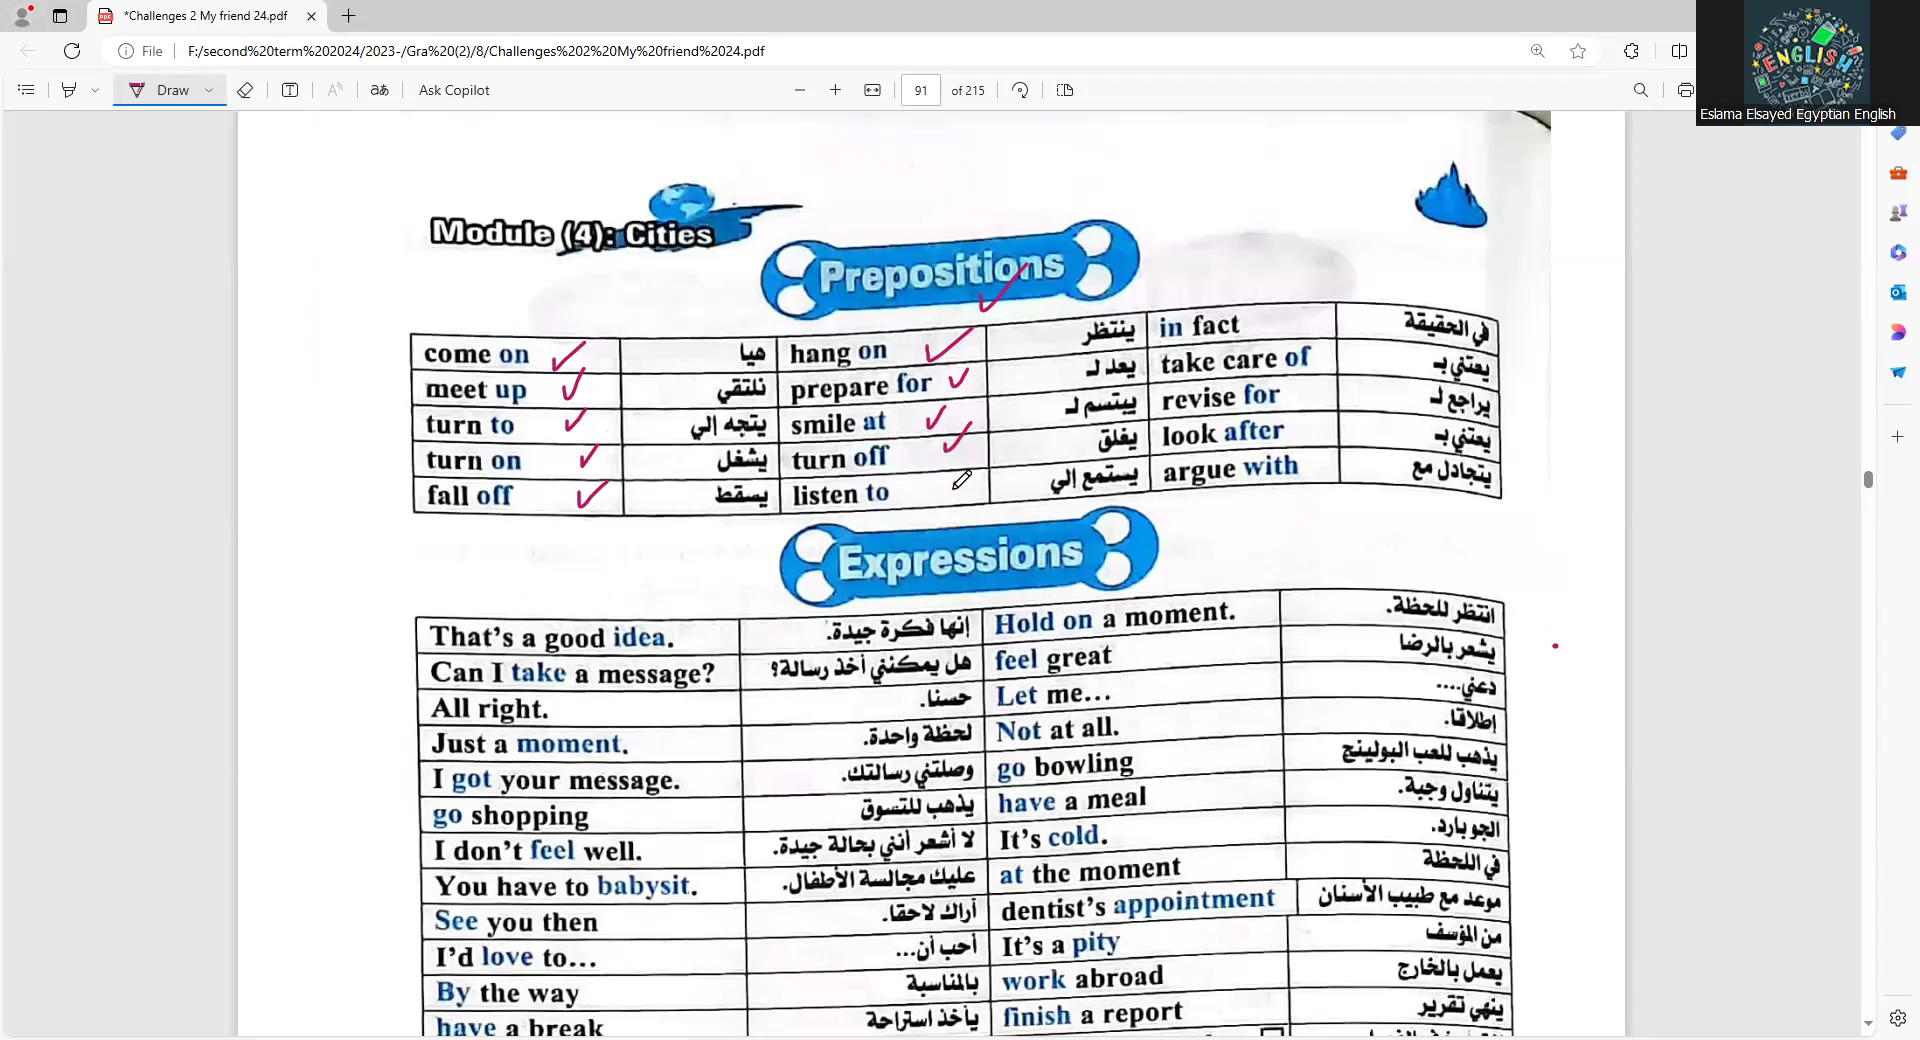 *Challenges 2 My friend 24.pdf
File F:/second%20term%202024/2023-/Gra%20(2)/8/Challenges%202%20My%20friend%2024.pdf
Draw Ask Copilot 91 of 215
ENGLISH
Eslama Elsayed Egyptian English
Module (4): Cities
Prepositions
come on هيا hang on ينتظر in fact في الحقيقة
meet up نلتقي prepare for يعد لـ take care of يعتني بـ
turn to يتجه إلي smile at يبتسم لـ revise for يراجع لـ
turn on يشغل turn off يغلق look after يعتني بـ
fall off يسقط listen to يستمع إلي argue with يتجادل مع
Expressions
That's a good idea. إنها فكرة جيدة. Hold on a moment. انتظر للحظة.
Can I take a message? هل يمكنني أخذ رسالة؟ feel great يشعر بالرضا
All right. حسنا. Let me... دعني....
Just a moment. لحظة واحدة. Not at all. إطلاقا.
I got your message. وصلتني رسالتك. go bowling يذهب للعب البولينج
go shopping يذهب للتسوق have a meal يتناول وجبة.
I don't feel well. لا أشعر أنني بحالة جيدة. It's cold. الجو بارد.
You have to babysit. عليك مجالسة الأطفال. at the moment في اللحظة
See you then أراك لاحقا. dentist's appointment موعد مع طبيب الأسنان
I'd love to... أحب أن... It's a pity من المؤسف
By the way بالمناسبة work abroad يعمل بالخارج
have a break يأخذ استراحة finish a report ينهي تقرير